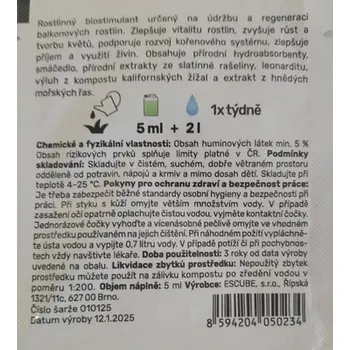 Rostlinný biostimulant určený na údržbu a regeneraci
balkonových rostlin. Zlepšuje vitalitu rostlin, zvyšuje růst a
tvorbu květů, podporuje rozvoj kořenového systému, zlepšuje
příjem a využití živin. Obsahuje přírodní hydroabsorbenty,
smáčedlo, přírodní extrakty ze slatinné rašeliny, leonarditu,
výluh z kompostu kalifornských žížal a extrakt z hnědých
mořských řas.
1x týdně
5 ml + 2 l
Chemické a fyzikální vlastnosti: Obsah huminových látek min. 5 %
Obsah rizikových prvků splňuje limity platné v ČR. Podmínky
skladování: Skladujte v čistém, suchém, dobře větraném prostoru
odděleně od potravin, nápojů a krmiv a mimo dosah dětí. Skladujte při
teplotě 4-25 °C. Pokyny pro ochranu zdraví a bezpečnost práce:
Je třeba zabezpečit běžné standardy osobní hygieny a bezpečnosti při
práci. Při styku s kůží omyjte větším množstvím vody. V případě
zasažení očí opatrně oplachujte čistou vodou, vyjměte kontaktní čočky.
Jednorázové čočky vyhoďte a vícenásobně použitelné omyjte ve vhodném
prostředku používaném na jejich čištění. Při náhodném požití vypláchně-
te ústa vodou a vypijte 0,7 litru vody. V případě potíží či při pochybnos-
tech vždy navštivte lékaře. Doba použitelnosti: 3 roky od data výroby
uvedené na obalu. Likvidace zbytků prostředku: Nepoužité zbytky
prostředku můžete použít na zálivku kompostu po zředění vodou v
poměru 1:200. Objem náplně: 5 ml Výrobce: ESCUBE, s.r.o., Řípská
1321/11c, 627 00 Brno.
Číslo šarže 010125
Datum výroby 12.1.2025
8 594204 050234